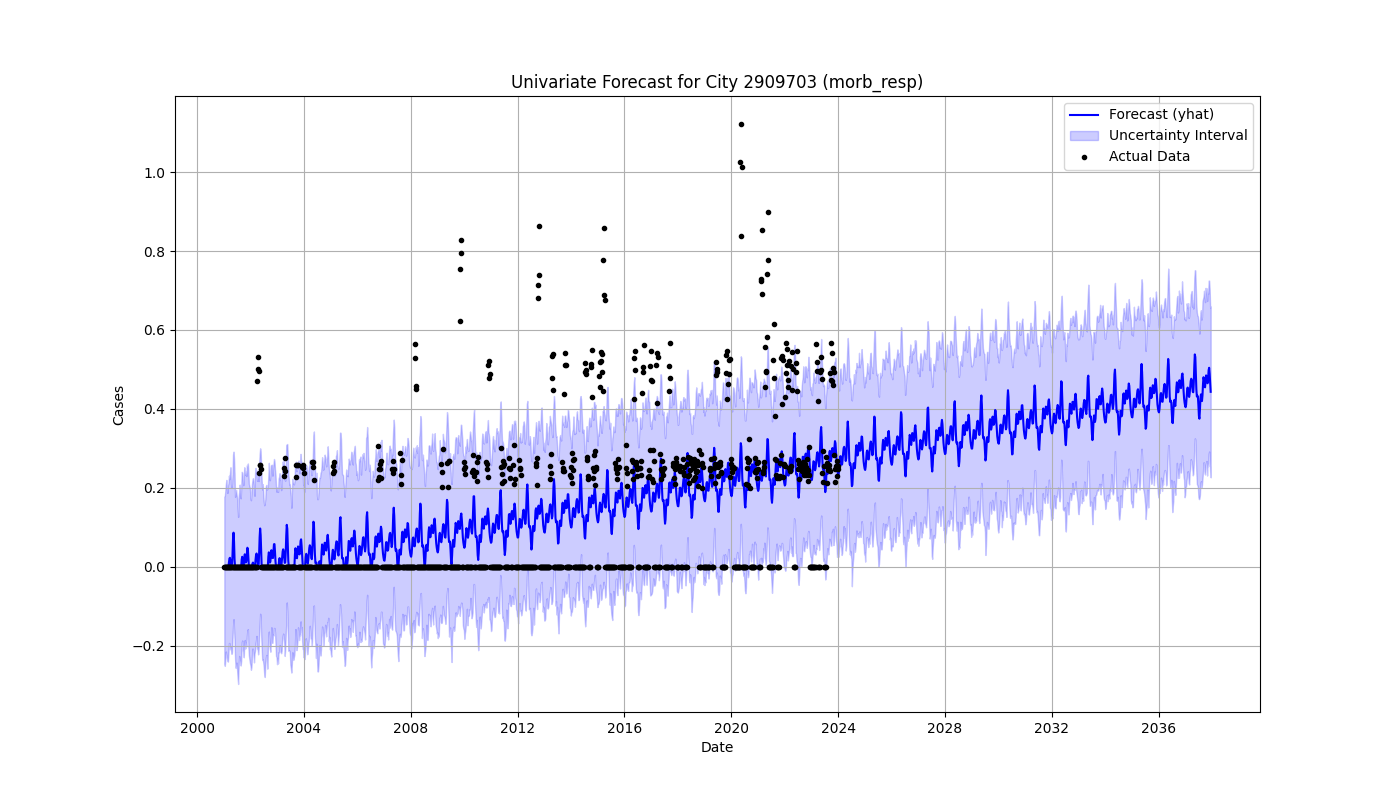 Univariate Forecast for City 2909703 (morb_resp)
Forecast (yhat)
Uncertainty Interval
Actual Data
Cases
1.0
0.8
0.6
0.4
0.2
0.0
−0.2
2000 2004 2008 2012 2016 2020 2024 2028 2032 2036
Date